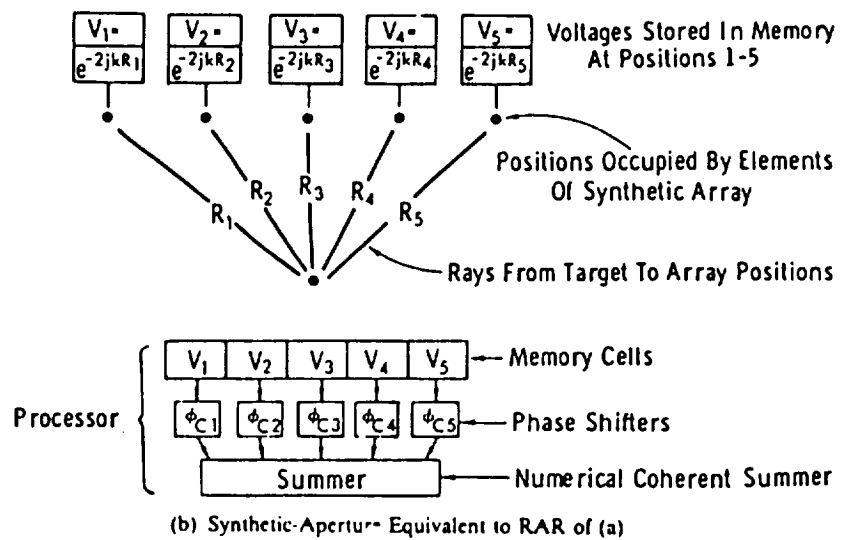 V₁= V₂= V₃= V₄= V₅=
e^-2jkR₁ e^-2jkR₂ e^-2jkR₃ e^-2jkR₄ e^-2jkR₅
Voltages Stored In Memory
At Positions 1-5
Positions Occupied By Elements
Of Synthetic Array
R₁ R₂ R₃ R₄ R₅
Rays From Target To Array Positions
V₁ V₂ V₃ V₄ V₅
Memory Cells
Processor
ϕC1 ϕC2 ϕC3 ϕC4 ϕC5
Phase Shifters
Summer
Numerical Coherent Summer
(b) Synthetic-Aperture Equivalent to RAR of (a)